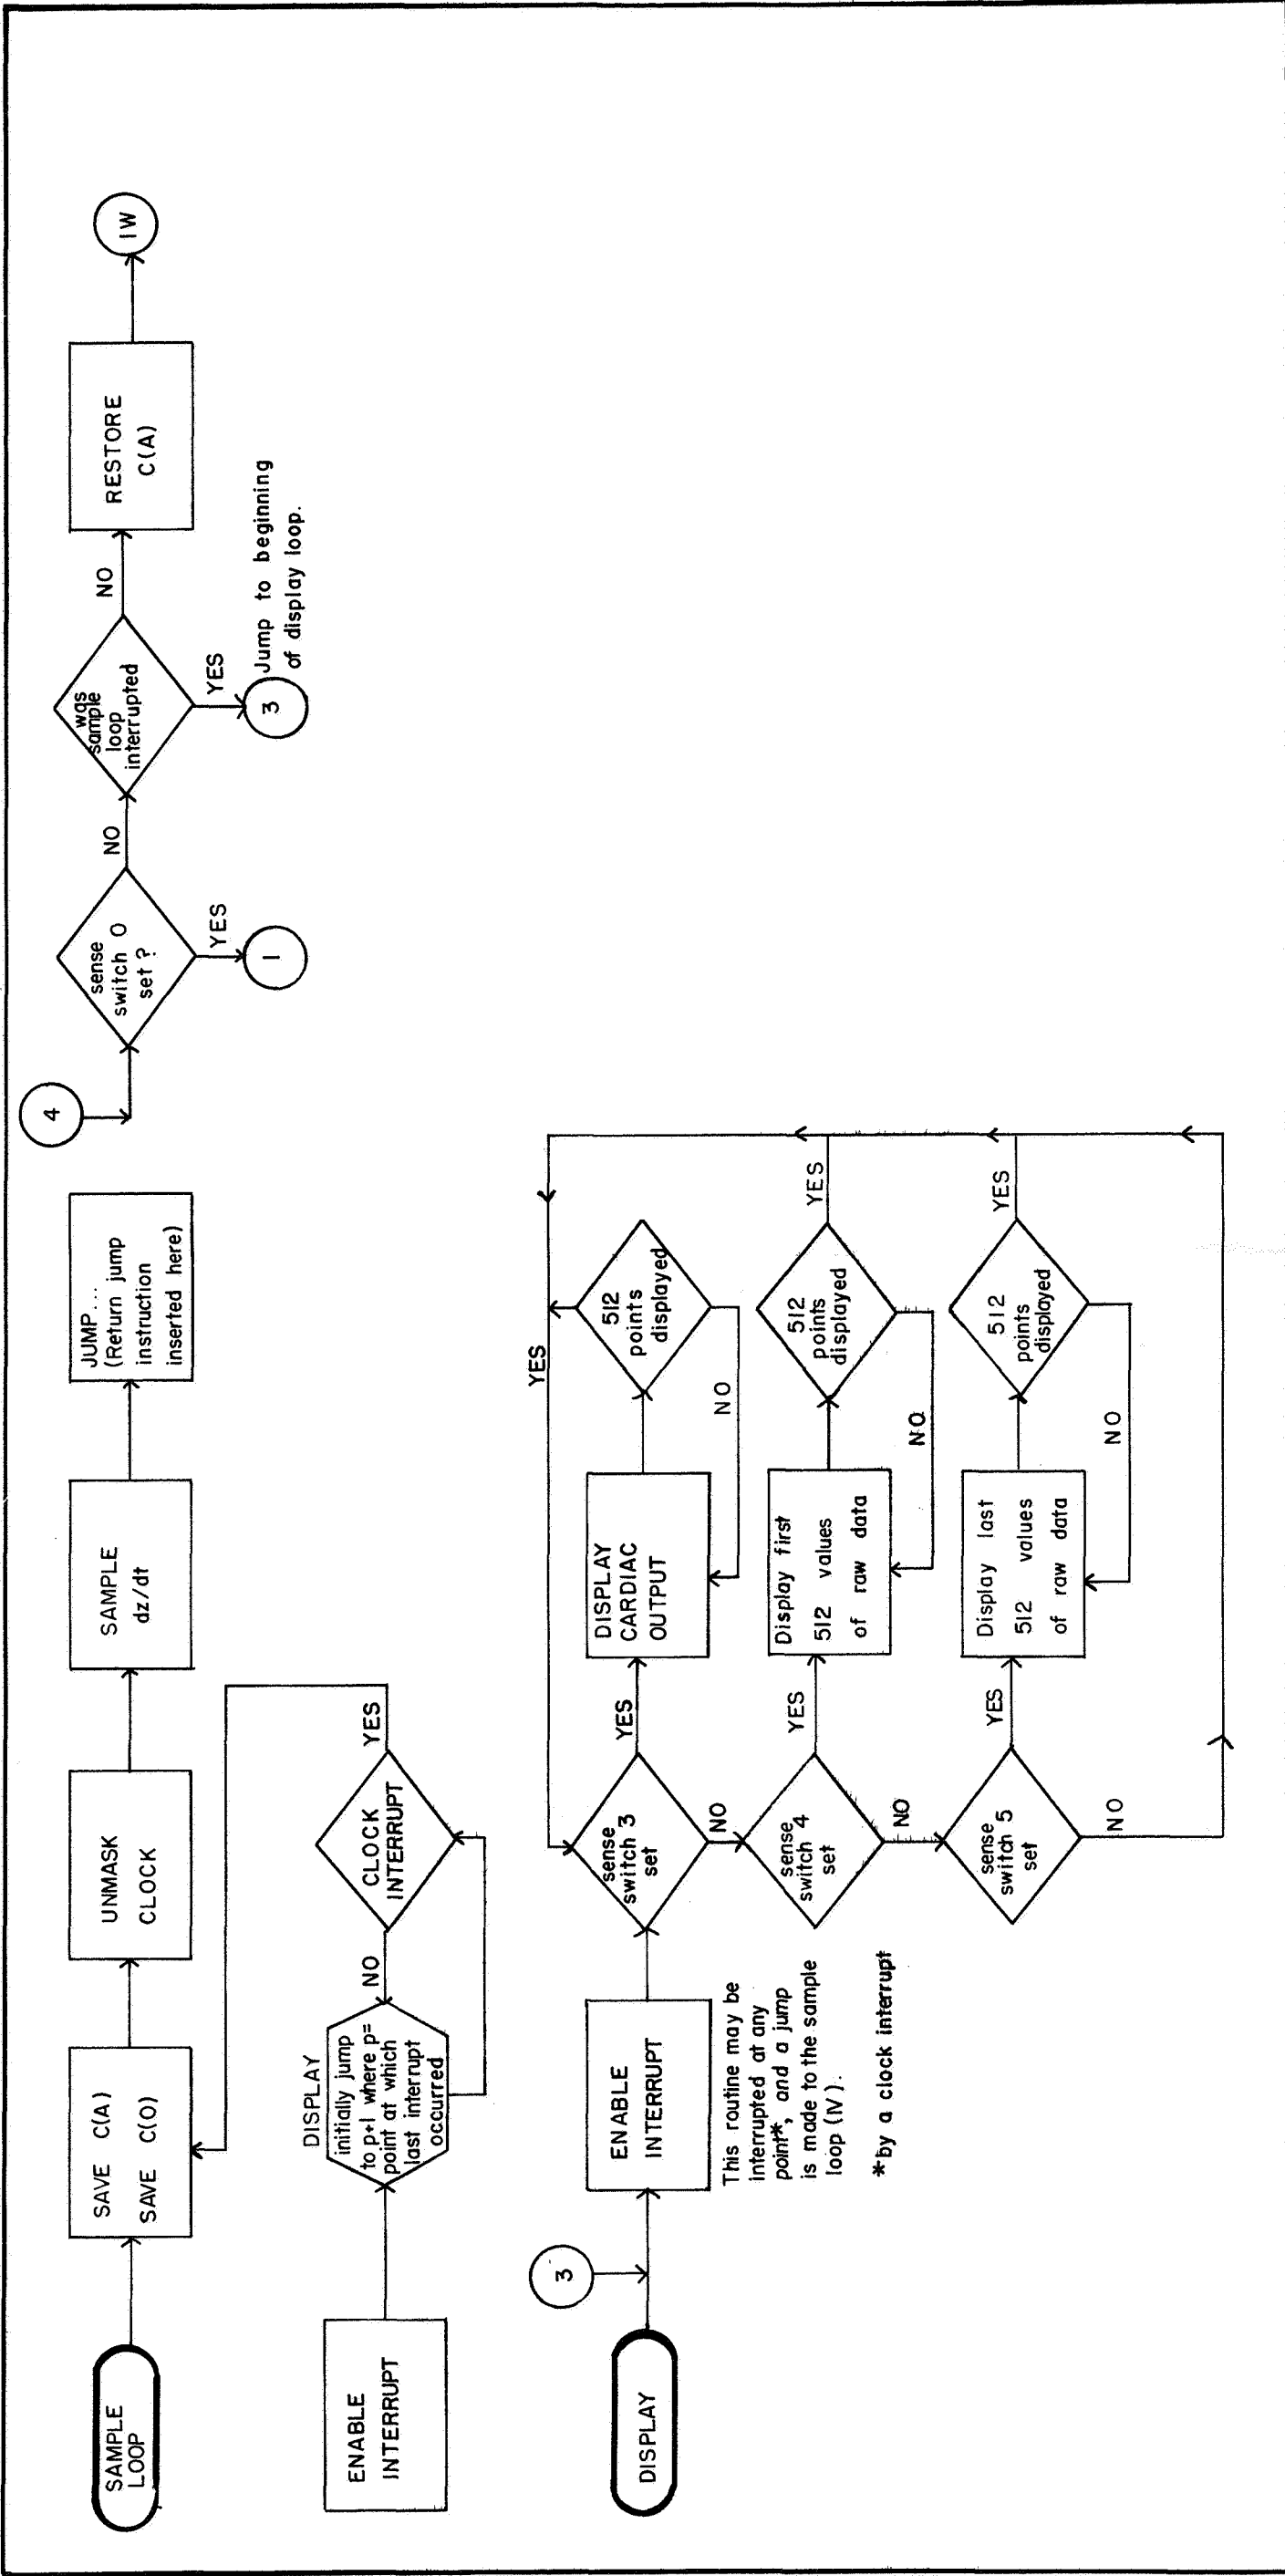 SAMPLE
LOOP
SAVE C(A)
SAVE C(O)
UNMASK
CLOCK
SAMPLE
dz/dt
JUMP...
(Return jump
instruction
inserted here)
4
sense
switch O
set ?
YES
1
NO
was
sample
loop
interrupted
YES
3
Jump to beginning
of display loop.
NO
RESTORE
C(A)
IW
ENABLE
INTERRUPT
DISPLAY
initially jump
to p+1 where p=
point at which
last interrupt
occurred
NO
CLOCK
INTERRUPT
YES
DISPLAY
3
ENABLE
INTERRUPT
This routine may be
interrupted at any
point*, and a jump
is made to the sample
loop (IV).
*by a clock interrupt
sense
switch 3
set
YES
DISPLAY
CARDIAC
OUTPUT
512
points
displayed
YES
NO
NO
sense
switch 4
set
YES
Display first
512 values
of raw data
512
points
displayed
YES
NO
NO
sense
switch 5
set
YES
Display last
512 values
of raw data
512
points
displayed
YES
NO
NO